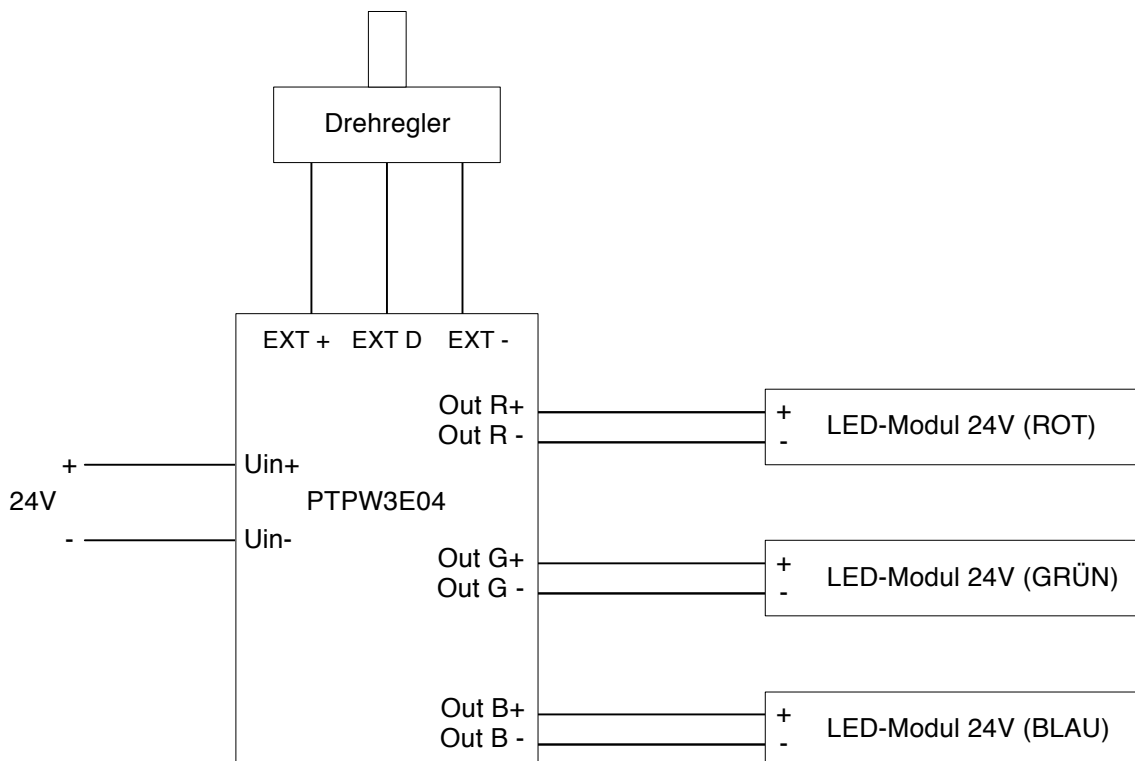 Drehregler
EXT + EXT D EXT -
Out R+
+
Out R -
-
LED-Modul 24V (ROT)
+
Uin+
24V
PTPW3E04
-
Uin-
Out G+
+
Out G -
-
LED-Modul 24V (GRÜN)
Out B+
+
Out B -
-
LED-Modul 24V (BLAU)